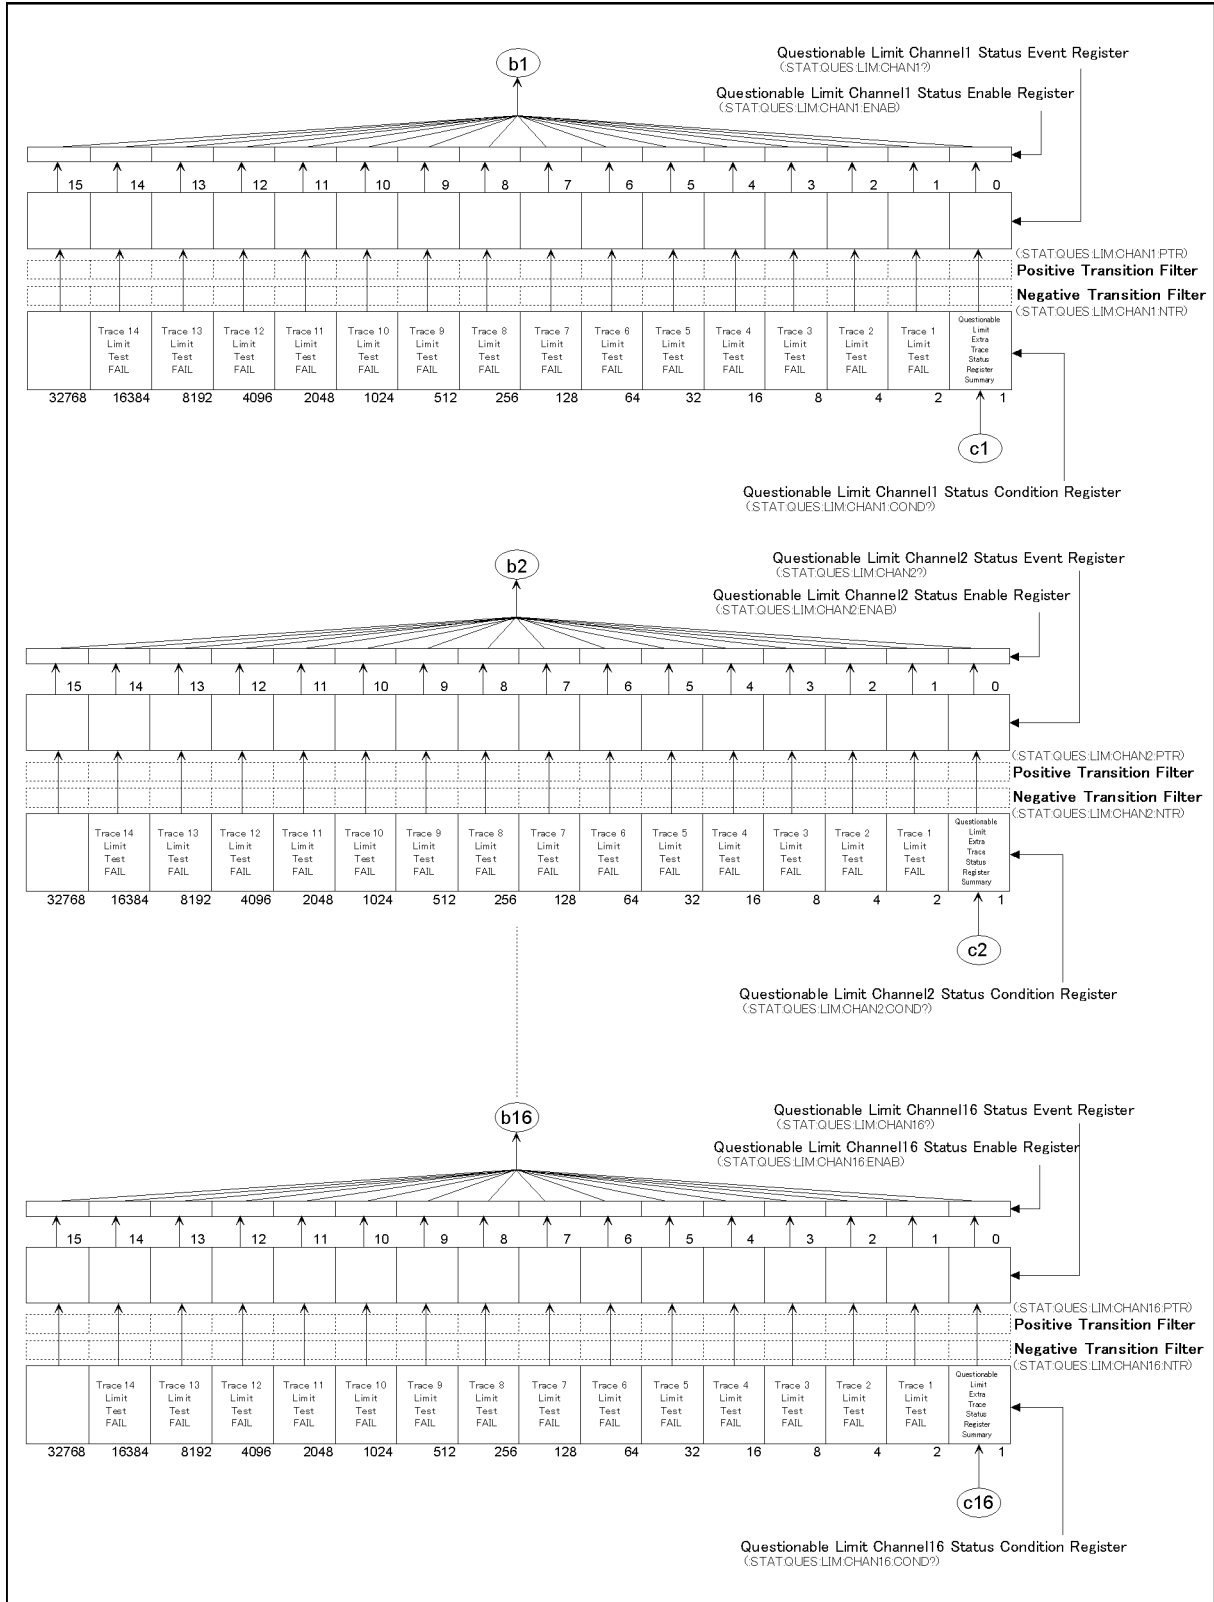 b1
Questionable Limit Channel1 Status Event Register
(:STAT:QUES:LIM:CHAN1?)
Questionable Limit Channel1 Status Enable Register
(:STAT:QUES:LIM:CHAN1:ENAB)
15 14 13 12 11 10 9 8 7 6 5 4 3 2 1 0
(:STAT:QUES:LIM:CHAN1:PTR)
Positive Transition Filter
Negative Transition Filter
(:STAT:QUES:LIM:CHAN1:NTR)
Trace 14 Limit Test FAIL
Trace 13 Limit Test FAIL
Trace 12 Limit Test FAIL
Trace 11 Limit Test FAIL
Trace 10 Limit Test FAIL
Trace 9 Limit Test FAIL
Trace 8 Limit Test FAIL
Trace 7 Limit Test FAIL
Trace 6 Limit Test FAIL
Trace 5 Limit Test FAIL
Trace 4 Limit Test FAIL
Trace 3 Limit Test FAIL
Trace 2 Limit Test FAIL
Trace 1 Limit Test FAIL
Questionable Limit Extra Trace Status Register Summary
32768 16384 8192 4096 2048 1024 512 256 128 64 32 16 8 4 2 1
c1
Questionable Limit Channel1 Status Condition Register
(:STAT:QUES:LIM:CHAN1:COND?)
b2
Questionable Limit Channel2 Status Event Register
(:STAT:QUES:LIM:CHAN2?)
Questionable Limit Channel2 Status Enable Register
(:STAT:QUES:LIM:CHAN2:ENAB)
15 14 13 12 11 10 9 8 7 6 5 4 3 2 1 0
(:STAT:QUES:LIM:CHAN2:PTR)
Positive Transition Filter
Negative Transition Filter
(:STAT:QUES:LIM:CHAN2:NTR)
Trace 14 Limit Test FAIL
Trace 13 Limit Test FAIL
Trace 12 Limit Test FAIL
Trace 11 Limit Test FAIL
Trace 10 Limit Test FAIL
Trace 9 Limit Test FAIL
Trace 8 Limit Test FAIL
Trace 7 Limit Test FAIL
Trace 6 Limit Test FAIL
Trace 5 Limit Test FAIL
Trace 4 Limit Test FAIL
Trace 3 Limit Test FAIL
Trace 2 Limit Test FAIL
Trace 1 Limit Test FAIL
Questionable Limit Extra Trace Status Register Summary
32768 16384 8192 4096 2048 1024 512 256 128 64 32 16 8 4 2 1
c2
Questionable Limit Channel2 Status Condition Register
(:STAT:QUES:LIM:CHAN2:COND?)
b16
Questionable Limit Channel16 Status Event Register
(:STAT:QUES:LIM:CHAN16?)
Questionable Limit Channel16 Status Enable Register
(:STAT:QUES:LIM:CHAN16:ENAB)
15 14 13 12 11 10 9 8 7 6 5 4 3 2 1 0
(:STAT:QUES:LIM:CHAN16:PTR)
Positive Transition Filter
Negative Transition Filter
(:STAT:QUES:LIM:CHAN16:NTR)
Trace 14 Limit Test FAIL
Trace 13 Limit Test FAIL
Trace 12 Limit Test FAIL
Trace 11 Limit Test FAIL
Trace 10 Limit Test FAIL
Trace 9 Limit Test FAIL
Trace 8 Limit Test FAIL
Trace 7 Limit Test FAIL
Trace 6 Limit Test FAIL
Trace 5 Limit Test FAIL
Trace 4 Limit Test FAIL
Trace 3 Limit Test FAIL
Trace 2 Limit Test FAIL
Trace 1 Limit Test FAIL
Questionable Limit Extra Trace Status Register Summary
32768 16384 8192 4096 2048 1024 512 256 128 64 32 16 8 4 2 1
c16
Questionable Limit Channel16 Status Condition Register
(:STAT:QUES:LIM:CHAN16:COND?)